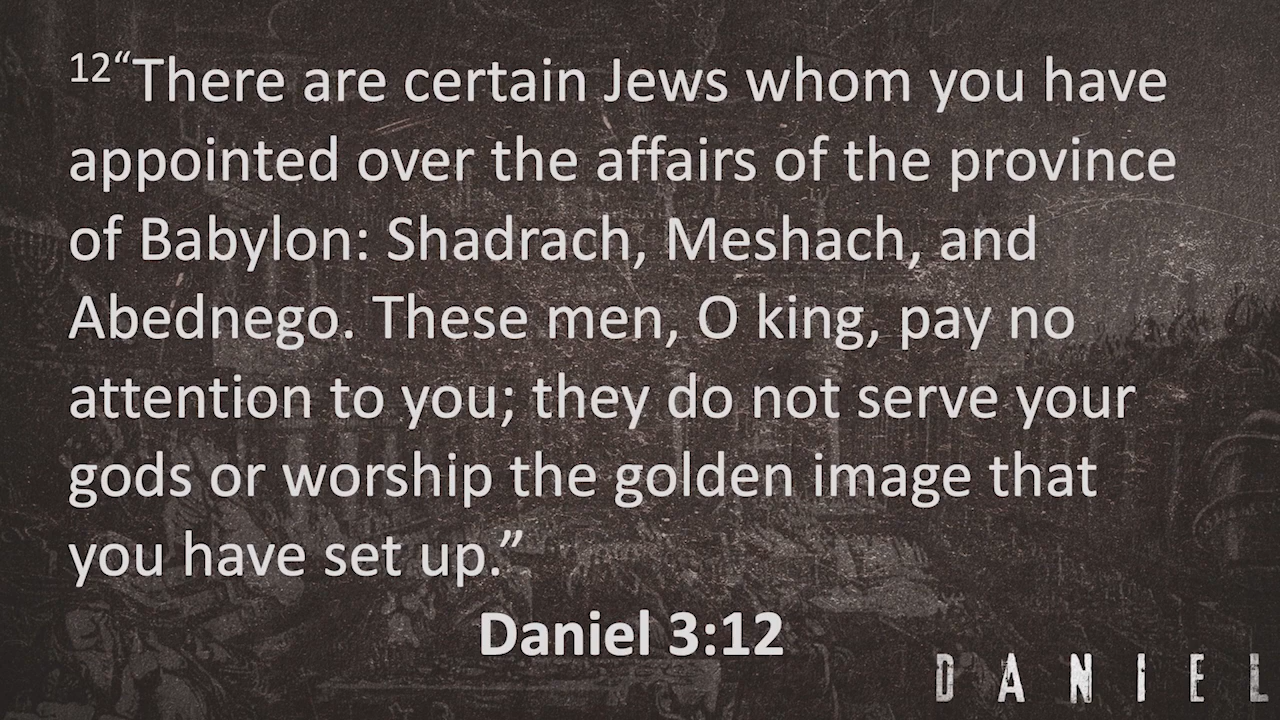 12“There are certain Jews whom you have
appointed over the affairs of the province
of Babylon: Shadrach, Meshach, and
Abednego. These men, O king, pay no
attention to you; they do not serve your
gods or worship the golden image that
you have set up.”
Daniel 3:12
DANIEL